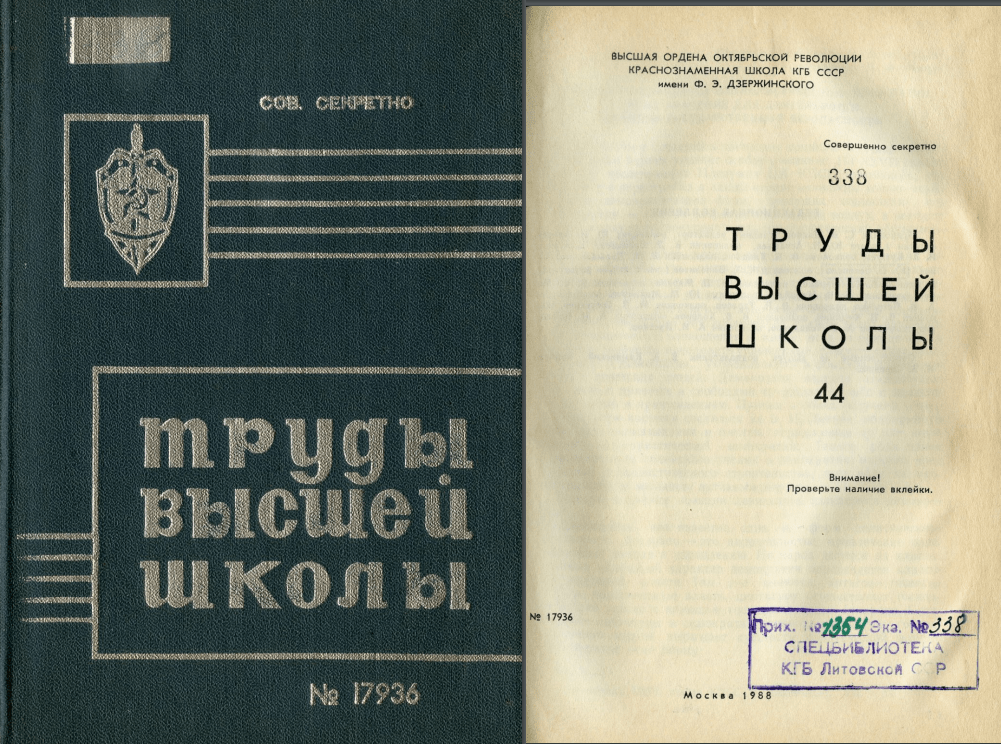 СОВ. СЕКРЕТНО
ТРУДЫ
ВЫСШЕЙ
ШКОЛЫ
№ 17936
ВЫСШАЯ ОРДЕНА ОКТЯБРЬСКОЙ РЕВОЛЮЦИИ
КРАСНОЗНАМЕННАЯ ШКОЛА КГБ СССР
имени Ф. Э. ДЗЕРЖИНСКОГО
Совершенно секретно
338
ТРУДЫ
ВЫСШЕЙ
ШКОЛЫ
44
Внимание!
Проверьте наличие вклейки.
№ 17936
Прих. №1354 Экз. №338
СПЕЦБИБЛИОТЕКА
КГБ Литовской ССР
Москва 1988